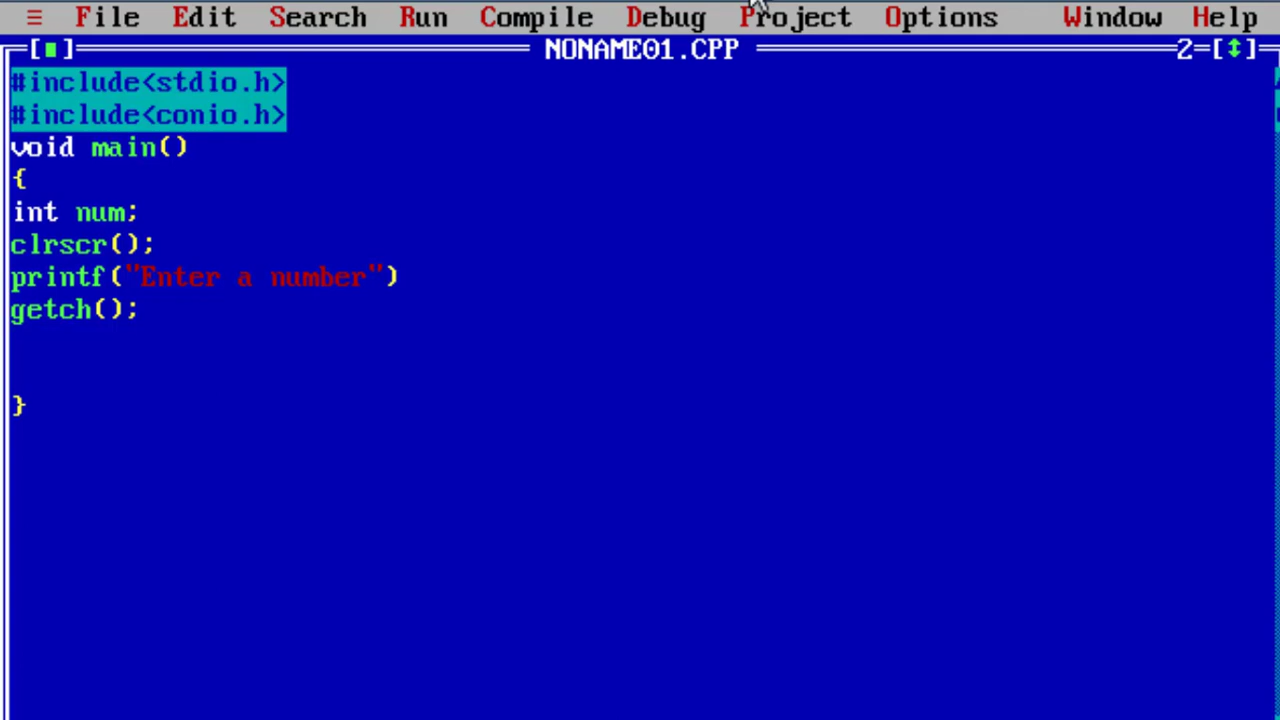 ≡ File Edit Search Run Compile Debug Project Options Window Help
[■] NONAME01.CPP 2=[↕]
#include<stdio.h>
#include<conio.h>
void main()
{
int num;
clrscr();
printf("Enter a number")
getch();
}